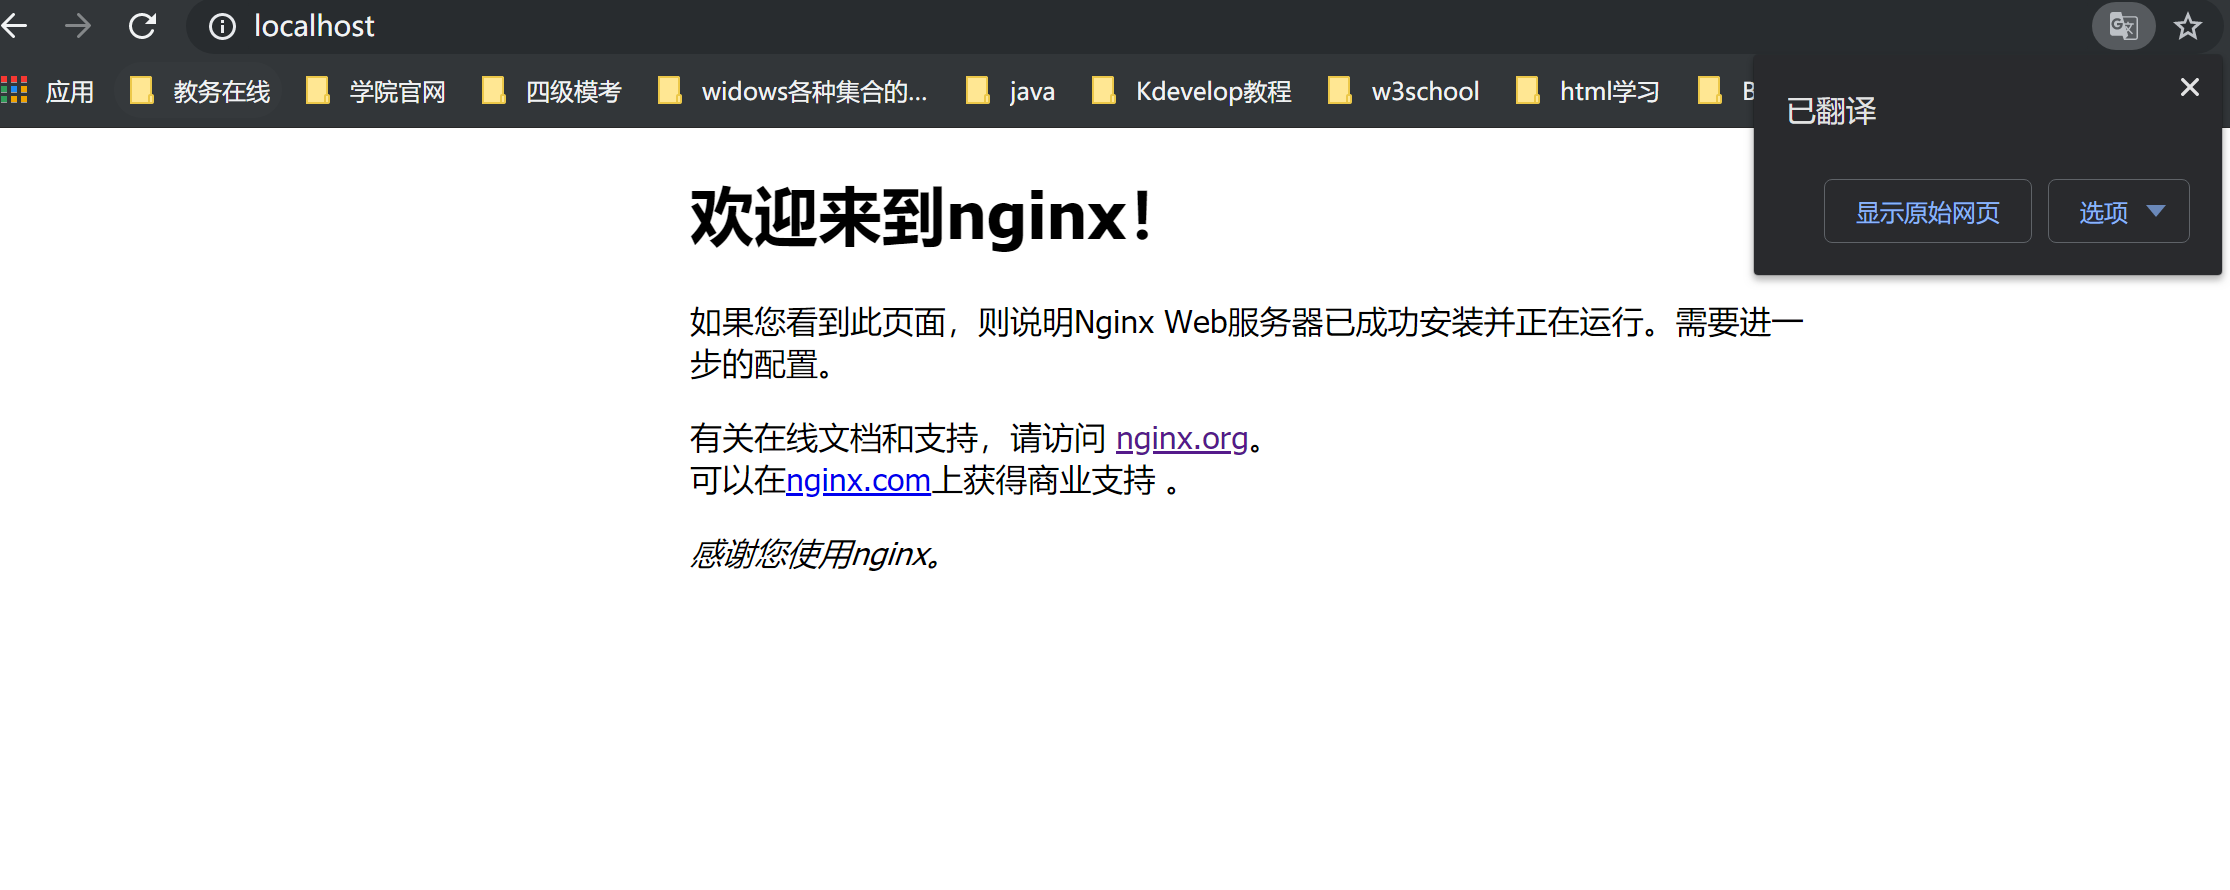 localhost
应用 教务在线 学院官网 四级模考 widows各种集合的... java Kdevelop教程 w3school html学习 B
已翻译
显示原始网页 选项
欢迎来到nginx！
如果您看到此页面，则说明Nginx Web服务器已成功安装并正在运行。需要进一
步的配置。
有关在线文档和支持，请访问 nginx.org。
可以在nginx.com上获得商业支持 。
感谢您使用nginx。